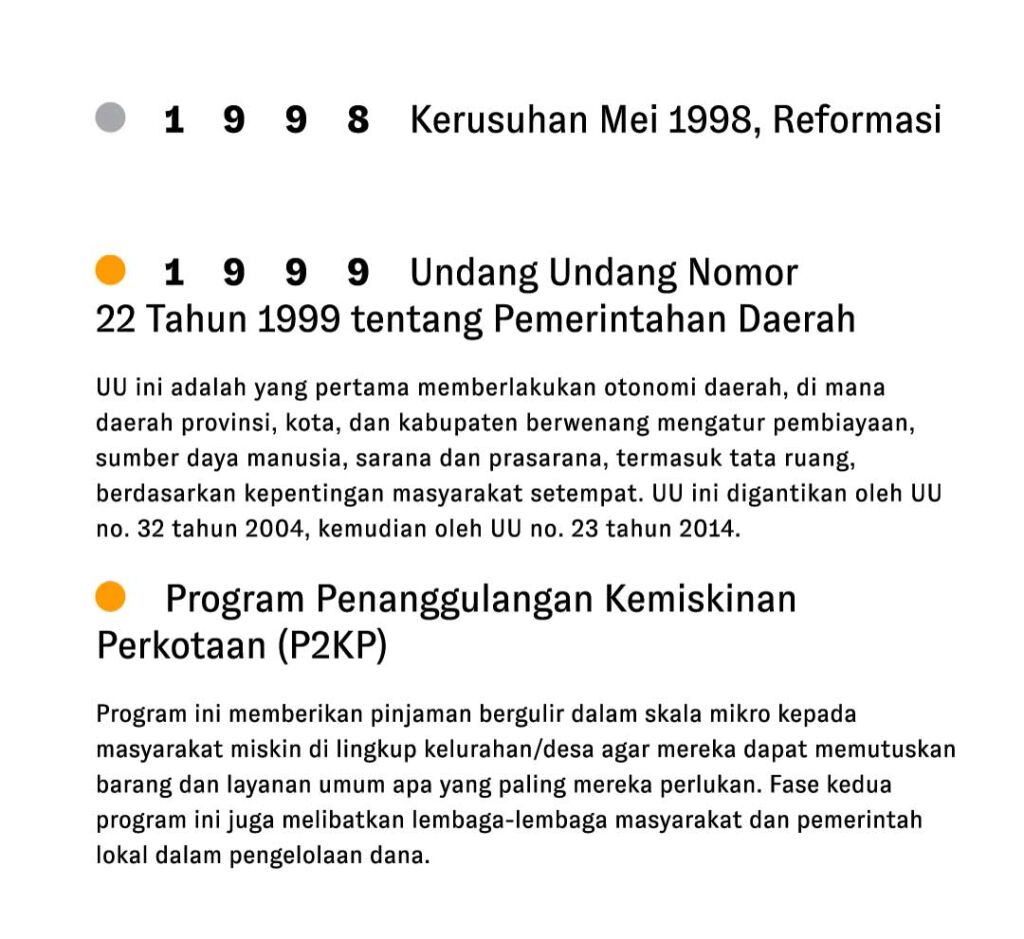 1 9 9 8 Kerusuhan Mei 1998, Reformasi
1 9 9 9 Undang Undang Nomor
22 Tahun 1999 tentang Pemerintahan Daerah
UU ini adalah yang pertama memberlakukan otonomi daerah, di mana
daerah provinsi, kota, dan kabupaten berwenang mengatur pembiayaan,
sumber daya manusia, sarana dan prasarana, termasuk tata ruang,
berdasarkan kepentingan masyarakat setempat. UU ini digantikan oleh UU
no. 32 tahun 2004, kemudian oleh UU no. 23 tahun 2014.
Program Penanggulangan Kemiskinan
Perkotaan (P2KP)
Program ini memberikan pinjaman bergulir dalam skala mikro kepada
masyarakat miskin di lingkup kelurahan/desa agar mereka dapat memutuskan
barang dan layanan umum apa yang paling mereka perlukan. Fase kedua
program ini juga melibatkan lembaga-lembaga masyarakat dan pemerintah
lokal dalam pengelolaan dana.